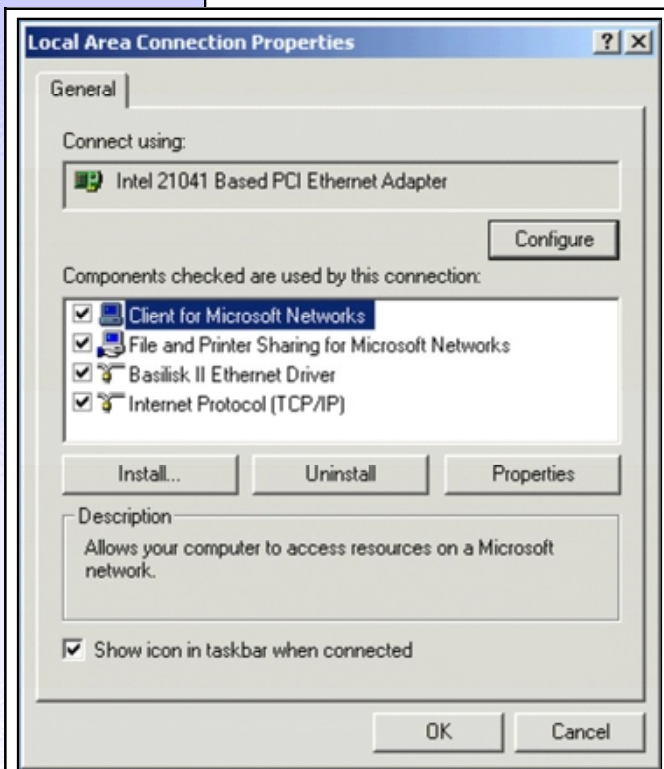 Local Area Connection Properties
General
Connect using:
Intel 21041 Based PCI Ethernet Adapter
Configure
Components checked are used by this connection:
Client for Microsoft Networks
File and Printer Sharing for Microsoft Networks
Basilisk II Ethernet Driver
Internet Protocol (TCP/IP)
Install... Uninstall Properties
Description
Allows your computer to access resources on a Microsoft
network.
Show icon in taskbar when connected
OK Cancel